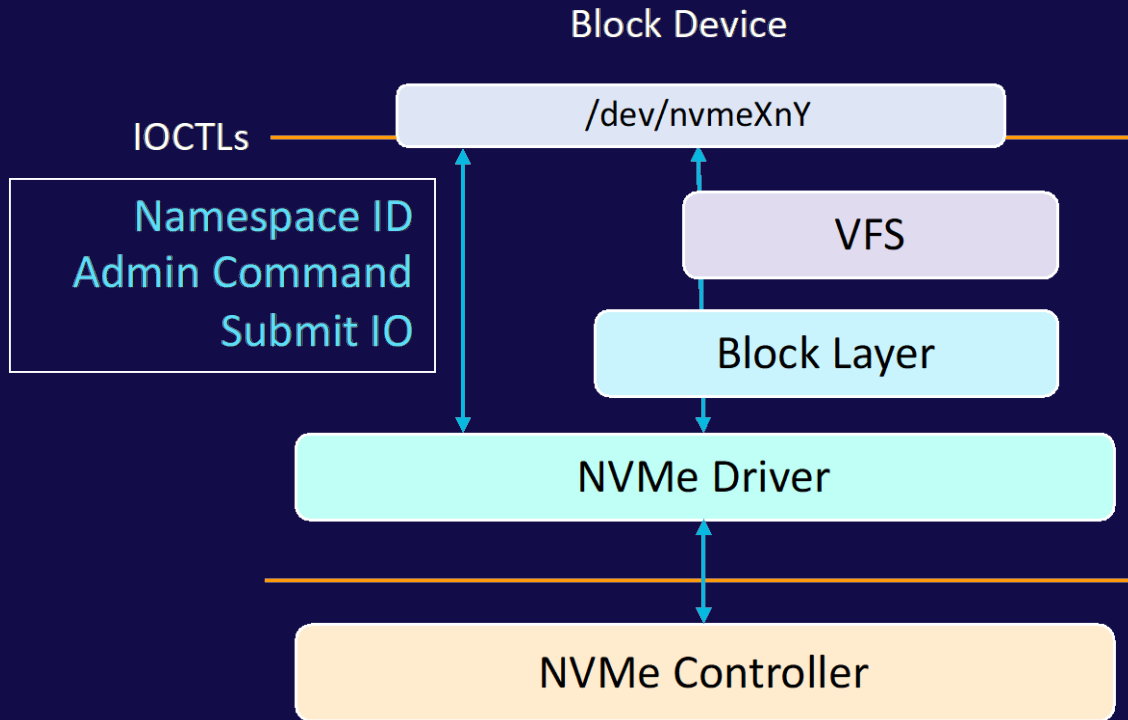 Block Device
/dev/nvmeXnY
IOCTLs
Namespace ID
Admin Command
Submit IO
VFS
Block Layer
NVMe Driver
NVMe Controller